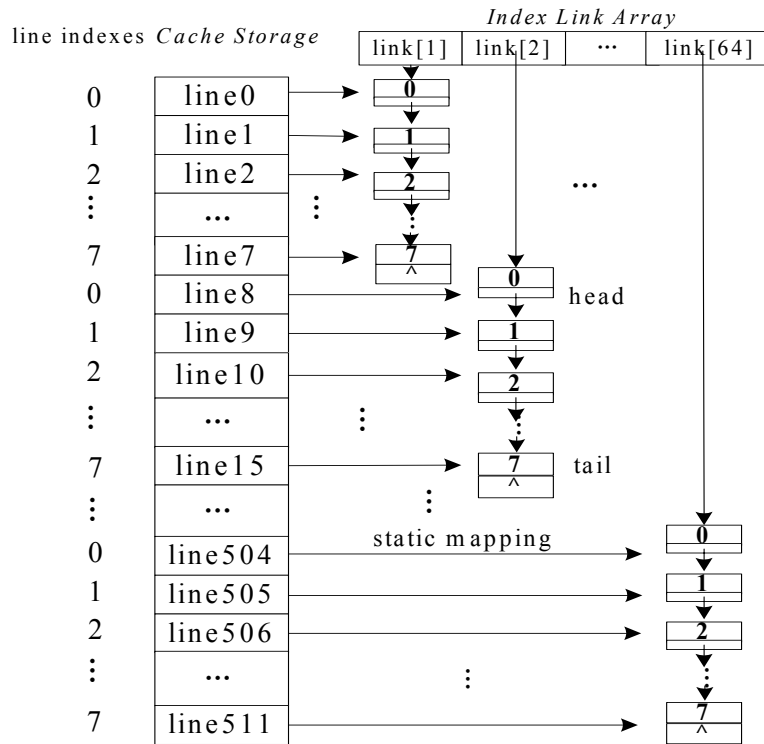 Index Link Array
line indexes Cache Storage
link[1] link[2] ... link[64]
0 line0 0
1 line1 1
2 line2 2
⋮ ... ⋮ ⋮ ...
7 line7 7
^
0 line8 0 head
1 line9 1
2 line10 2
⋮ ... ⋮ ⋮
7 line15 7 tail
^
⋮ ... ⋮
0 line504 static mapping 0
1 line505 1
2 line506 2
⋮ ... ⋮ ⋮
7 line511 7
^